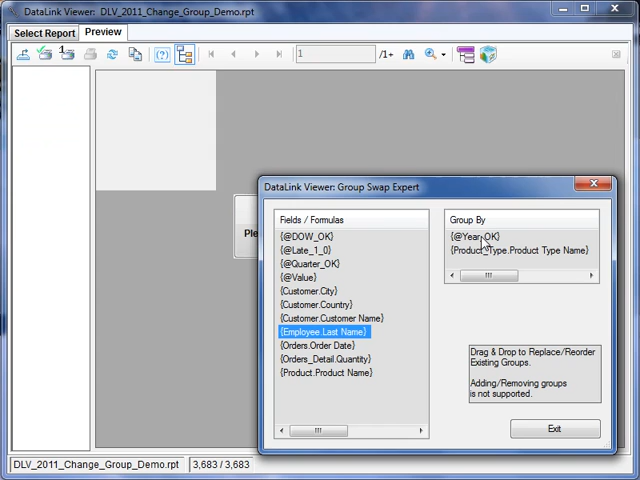 DataLink Viewer: DLV_2011_Change_Group_Demo.rpt
Select Report
Preview
1
1
/1+
DataLink Viewer: Group Swap Expert
Fields / Formulas
{@DOW_OK}
{@Late_1_0}
{@Quarter_OK}
{@Value}
{Customer.City}
{Customer.Country}
{Customer.Customer Name}
{Employee.Last Name}
{Orders.Order Date}
{Orders_Detail.Quantity}
{Product.Product Name}
Group By
{@Year_OK}
{Product_Type.Product Type Name}
Ple
Drag & Drop to Replace/Reorder
Existing Groups.
Adding/Removing groups
is not supported.
Exit
DLV_2011_Change_Group_Demo.rpt
3,683 / 3,683